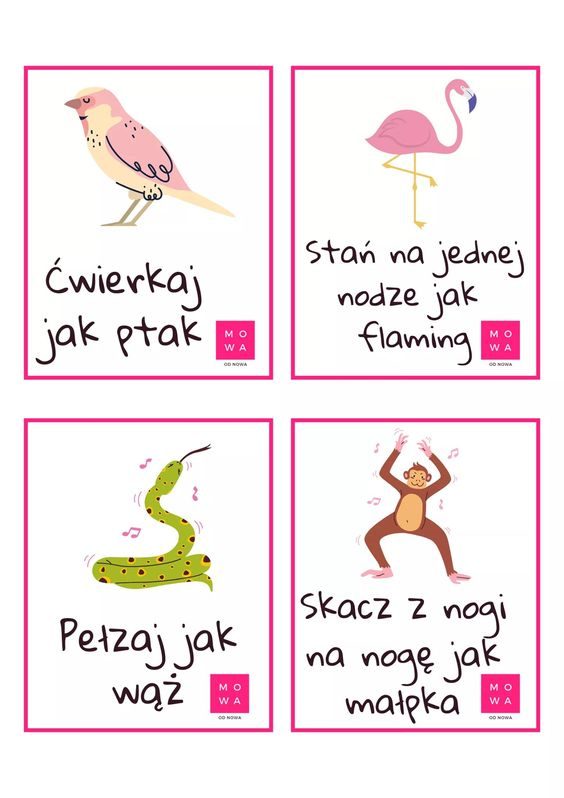 Ćwierkaj
jak ptak
MO
WA
OD NOWA
Stań na jednej
nodze jak
flaming
MO
WA
OD NOWA
Pełzaj jak
wąż
MO
WA
OD NOWA
Skacz z nogi
na nogę jak
małpka
MO
WA
OD NOWA